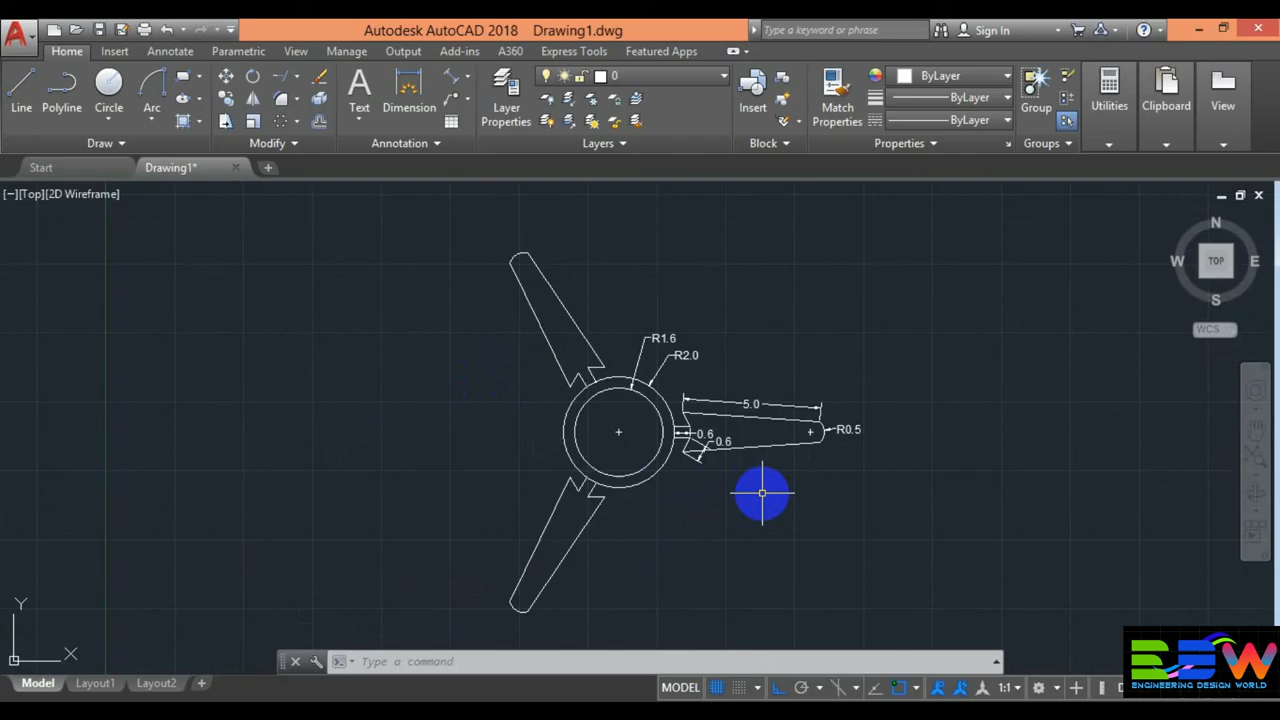 Autodesk AutoCAD 2018 Drawing1.dwg
Type a keyword or phrase
Sign In
Home Insert Annotate Parametric View Manage Output Add-ins A360 Express Tools Featured Apps
Line
Polyline
Circle
Arc
Text
Dimension
Layer
Properties
0
Insert
Match
Properties
ByLayer
ByLayer
ByLayer
Group
Utilities
Clipboard
View
Draw Modify Annotation Layers Block Properties Groups
Start Drawing1*
[−][Top][2D Wireframe]
N
W TOP E
S
WCS
R1.6
R2.0
5.0
0.6
0.6
R0.5
Y
X
Type a command
Model Layout1 Layout2
MODEL
1:1
EDW
ENGINEERING DESIGN WORLD